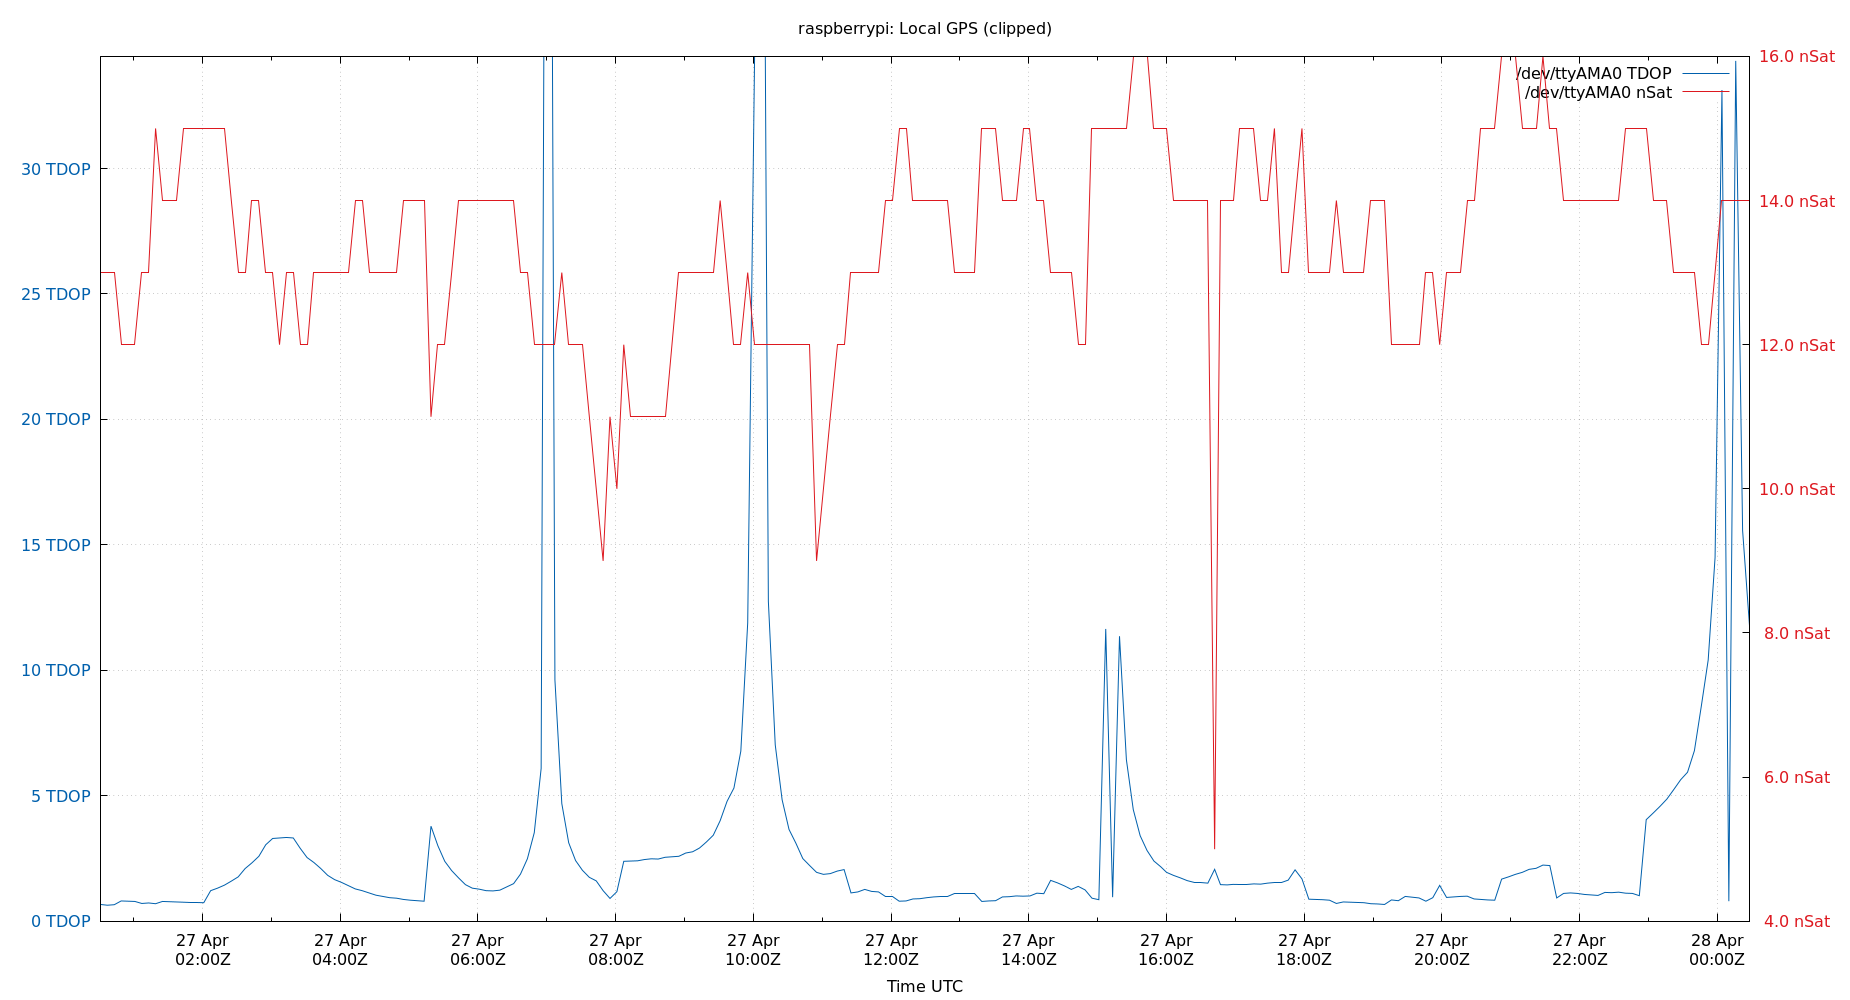 raspberrypi: Local GPS (clipped)
/dev/ttyAMA0 TDOP
/dev/ttyAMA0 nSat
30 TDOP
25 TDOP
20 TDOP
15 TDOP
10 TDOP
5 TDOP
0 TDOP
16.0 nSat
14.0 nSat
12.0 nSat
10.0 nSat
8.0 nSat
6.0 nSat
4.0 nSat
27 Apr
02:00Z
27 Apr
04:00Z
27 Apr
06:00Z
27 Apr
08:00Z
27 Apr
10:00Z
27 Apr
12:00Z
27 Apr
14:00Z
27 Apr
16:00Z
27 Apr
18:00Z
27 Apr
20:00Z
27 Apr
22:00Z
28 Apr
00:00Z
Time UTC